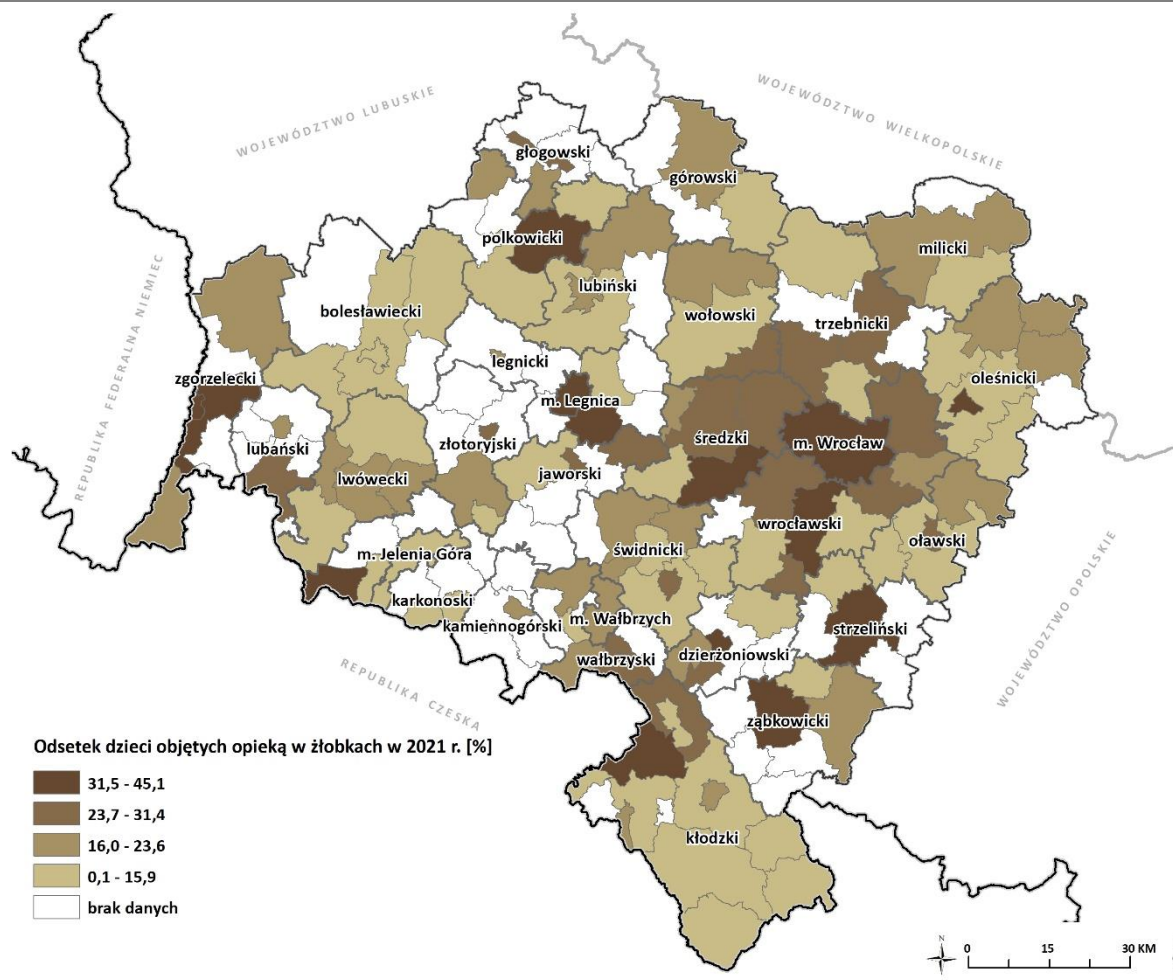 WOJEWÓDZTWO LUBUSKIE
WOJEWÓDZTWO WIELKOPOLSKIE
głogowski
górowski
polkowicki
milicki
lubiński
bolesławiecki
wołowski
trzebnicki
REPUBLIKA FEDERALNA NIEMIEC
legnicki
zgorzelecki
oleśnicki
m. Legnica
lubański
złotoryjski
średzki
m. Wrocław
lwówecki
jaworski
wrocławski
m. Jelenia Góra
świdnicki
oławski
karkonoski
kamiennogórski
m. Wałbrzych
strzeliński
wałbrzyski
dzierżoniowski
WOJEWÓDZTWO OPOLSKIE
REPUBLIKA CZESKA
ząbkowicki
kłodzki
Odsetek dzieci objętych opieką w żłobkach w 2021 r. [%]
31,5 - 45,1
23,7 - 31,4
16,0 - 23,6
0,1 - 15,9
brak danych
N
0 15 30 KM